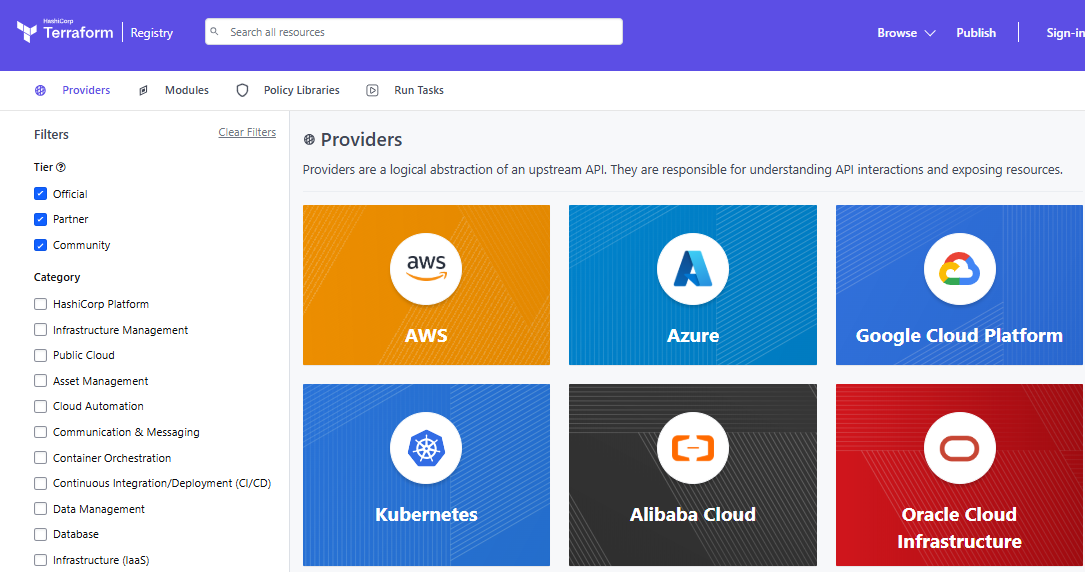 HashiCorp
Terraform
Registry
Search all resources
Browse
Publish
Sign-in
Providers
Modules
Policy Libraries
Run Tasks
Filters
Clear Filters
Tier
Official
Partner
Community
Category
HashiCorp Platform
Infrastructure Management
Public Cloud
Asset Management
Cloud Automation
Communication & Messaging
Container Orchestration
Continuous Integration/Deployment (CI/CD)
Data Management
Database
Infrastructure (IaaS)
Providers
Providers are a logical abstraction of an upstream API. They are responsible for understanding API interactions and exposing resources.
aws
AWS
Azure
Google Cloud Platform
Kubernetes
Alibaba Cloud
Oracle Cloud
Infrastructure